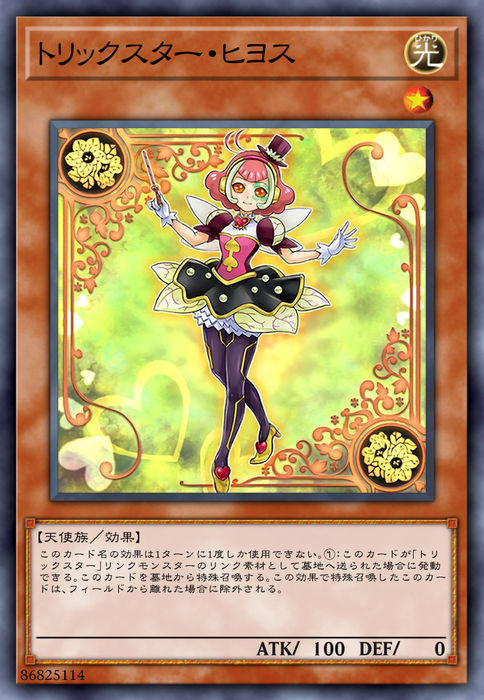 トリックスター・ヒヨス
ひかり
光
【天使族／効果】
このカード名の効果は1ターンに1度しか使用できない。①：このカードが「トリ
ックスター」リンクモンスターのリンク素材として墓地へ送られた場合に発動
できる。このカードを墓地から特殊召喚する。この効果で特殊召喚したこのカー
ドは、フィールドから離れた場合に除外される。
ATK/ 100 DEF/ 0
86825114